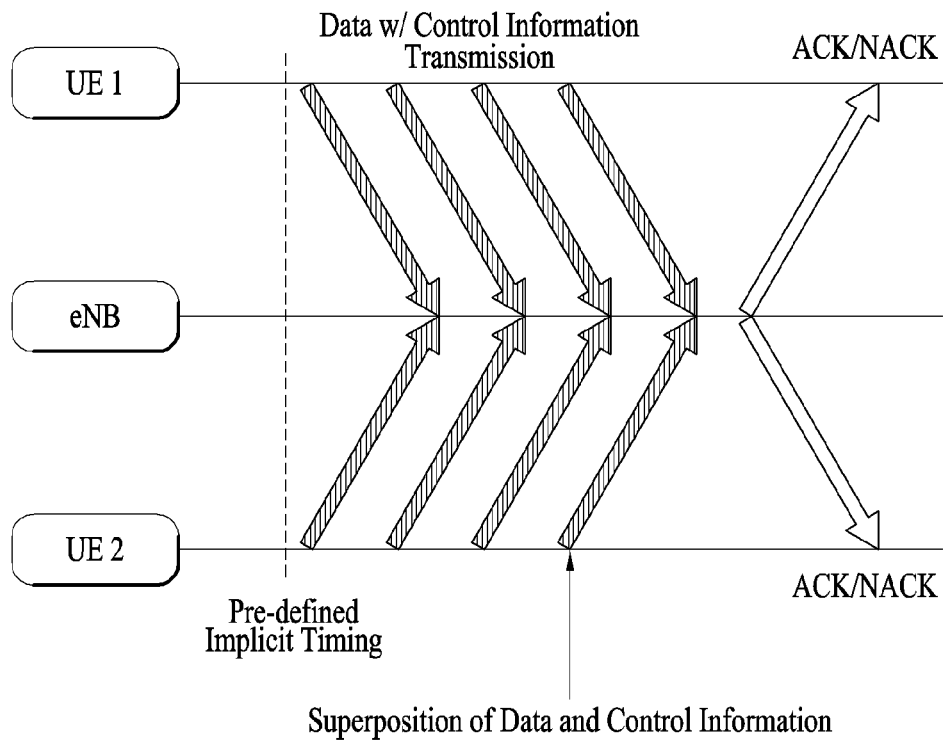 Data w/ Control Information
Transmission
ACK/NACK
UE 1
eNB
UE 2
ACK/NACK
Pre-defined
Implicit Timing
Superposition of Data and Control Information